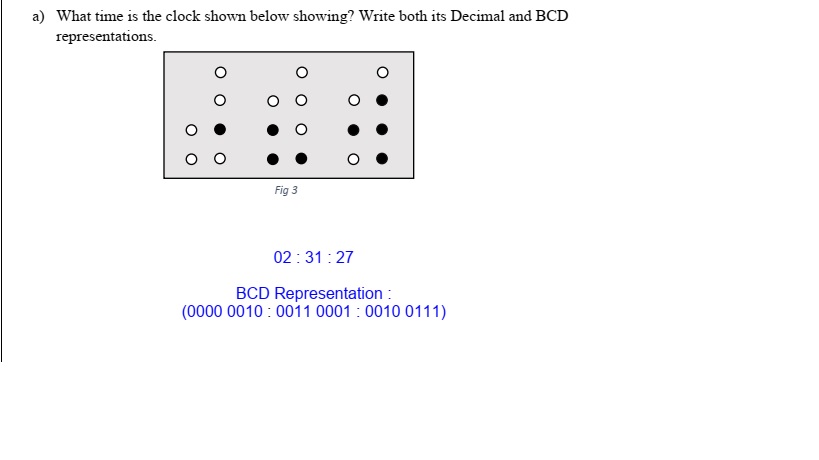 a) What time is the clock shown below showing? Write both its Decimal and BCD
representations.
Fig 3
02 : 31 : 27
BCD Representation :
(0000 0010 : 0011 0001 : 0010 0111)